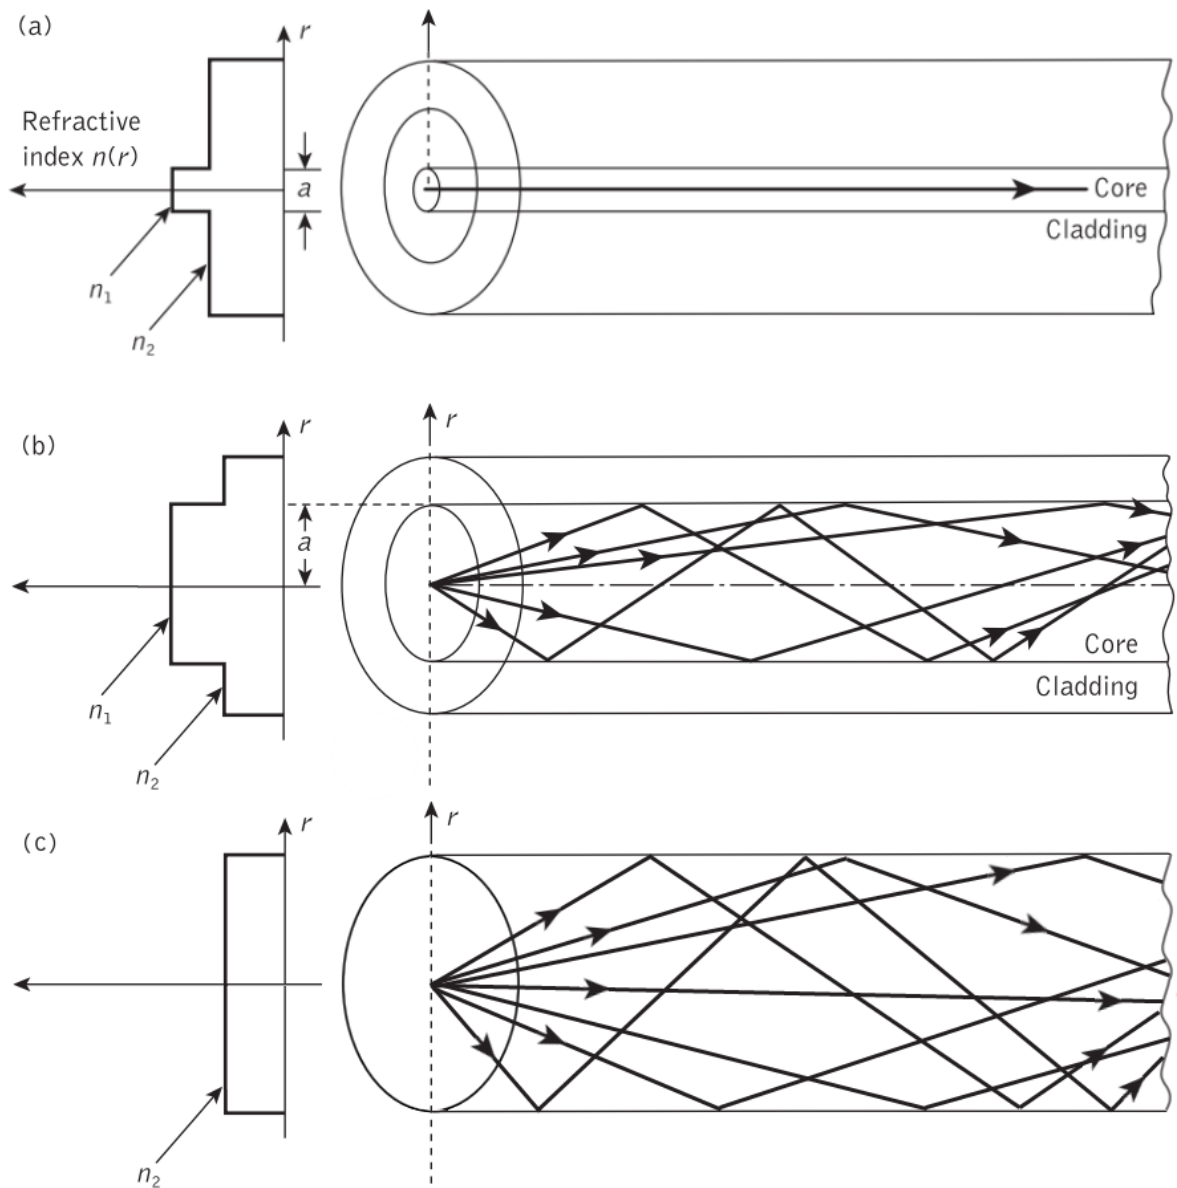 (a)
r
Refractive
index n(r)
a
Core
Cladding
n₁
n₂
(b)
r
r
a
Core
Cladding
n₁
n₂
(c)
r
r
n₂